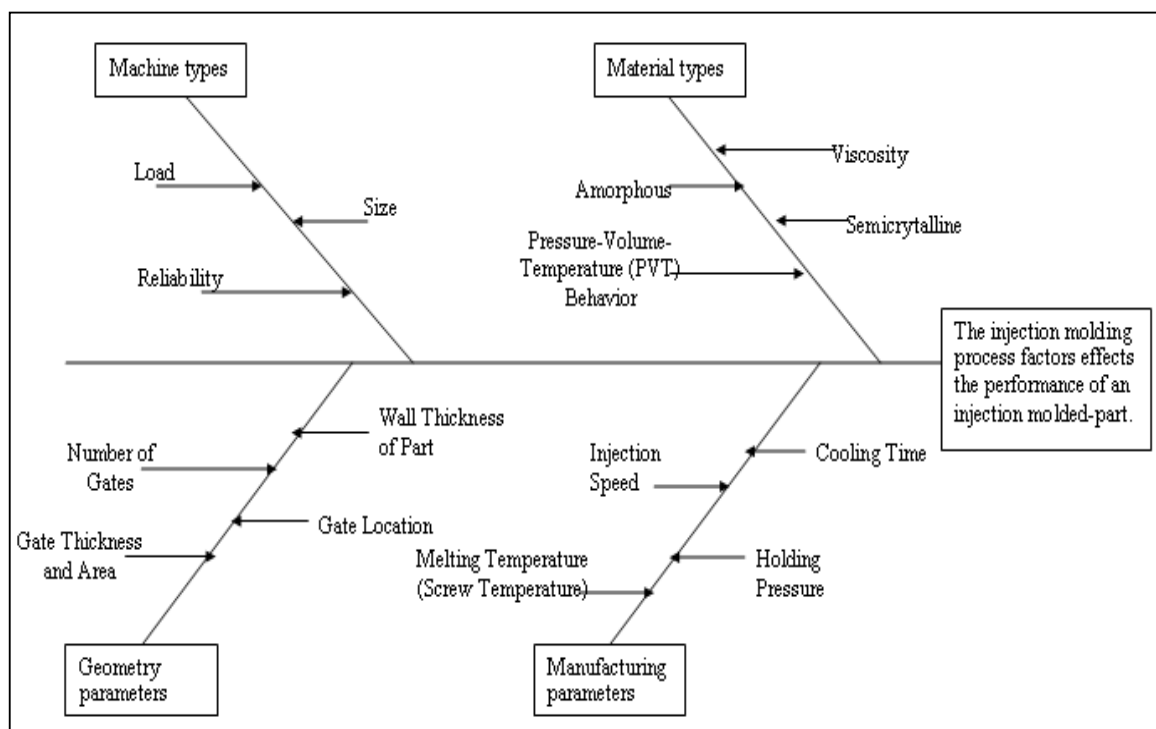 Machine types
Material types
Load
Size
Reliability
Viscosity
Amorphous
Semicrytalline
Pressure-Volume-
Temperature (PVT)
Behavior
The injection molding
process factors effects
the performance of an
injection molded-part.
Wall Thickness
of Part
Number of
Gates
Gate Location
Gate Thickness
and Area
Cooling Time
Injection
Speed
Melting Temperature
(Screw Temperature)
Holding
Pressure
Geometry
parameters
Manufacturing
parameters